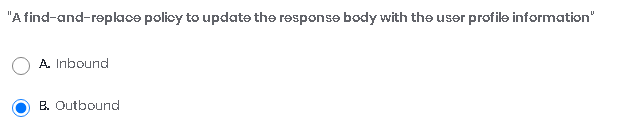 "A find-and-replace policy to update the response body with the user profile information"
A. Inbound
B. Outbound